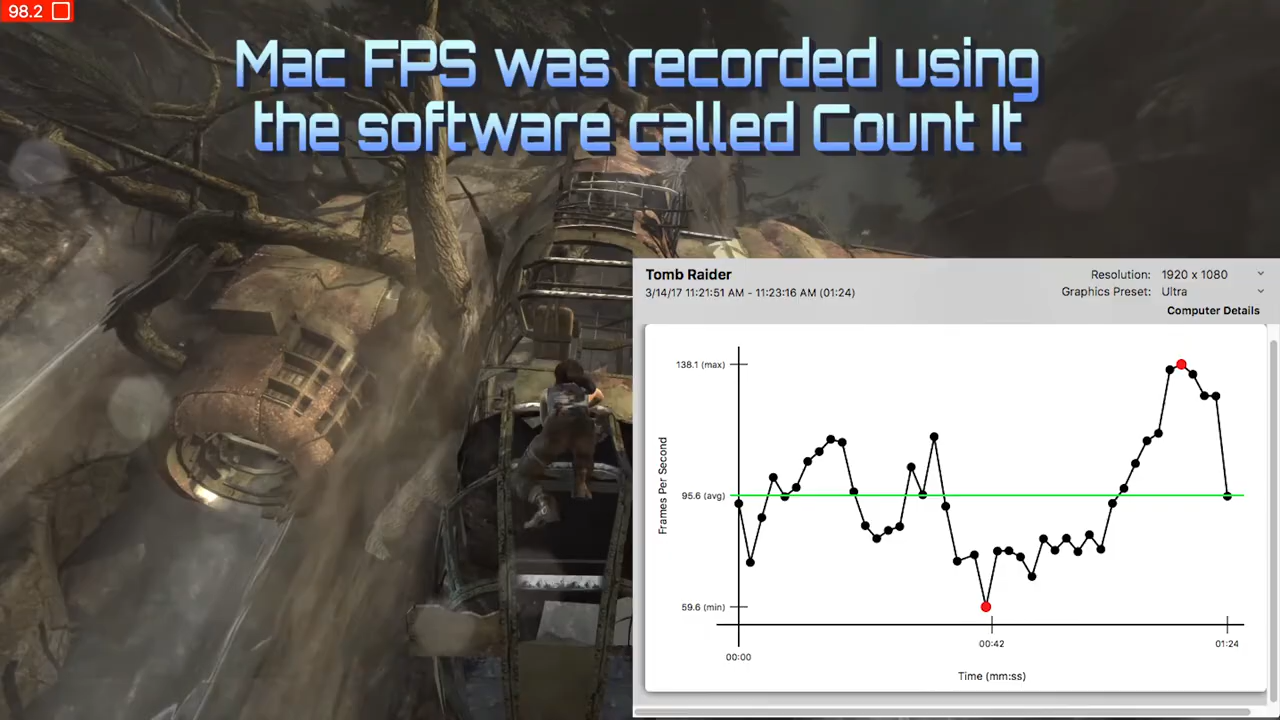 98.2
Mac FPS was recorded using
the software called Count It
Tomb Raider
3/14/17 11:21:51 AM - 11:23:16 AM (01:24)
Resolution: 1920 x 1080
Graphics Preset: Ultra
Computer Details
138.1 (max)
Frames Per Second
95.6 (avg)
59.6 (min)
00:00
00:42
01:24
Time (mm:ss)